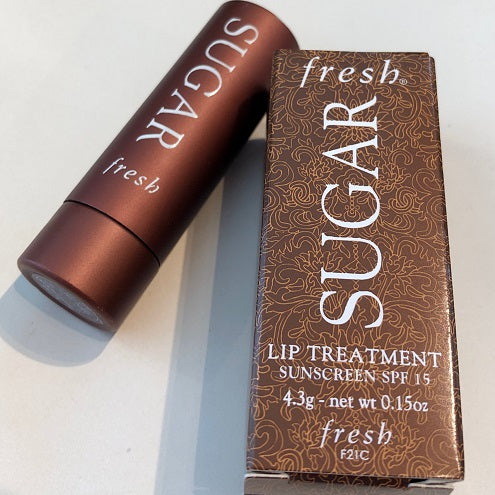 SUGAR
fresh
fresh®
SUGAR
LIP TREATMENT
SUNSCREEN SPF 15
4.3g - net wt 0.15oz
fresh
F21C